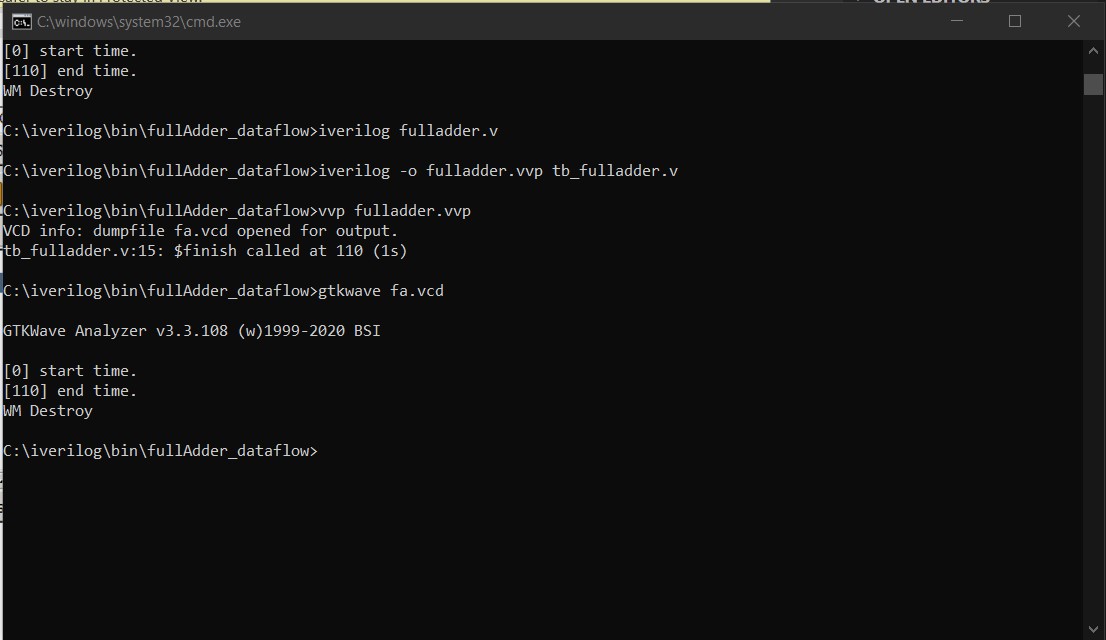 C:\windows\system32\cmd.exe
[0] start time.
[110] end time.
WM Destroy
C:\iverilog\bin\fullAdder_dataflow>iverilog fulladder.v
C:\iverilog\bin\fullAdder_dataflow>iverilog -o fulladder.vvp tb_fulladder.v
C:\iverilog\bin\fullAdder_dataflow>vvp fulladder.vvp
VCD info: dumpfile fa.vcd opened for output.
tb_fulladder.v:15: $finish called at 110 (1s)
C:\iverilog\bin\fullAdder_dataflow>gtkwave fa.vcd
GTKWave Analyzer v3.3.108 (w)1999-2020 BSI
[0] start time.
[110] end time.
WM Destroy
C:\iverilog\bin\fullAdder_dataflow>